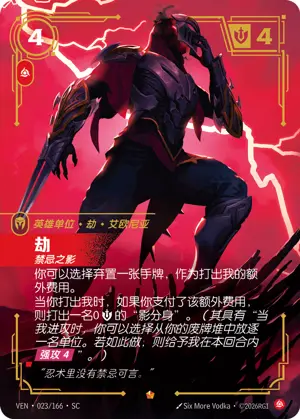 4
4
英雄单位・劫・艾欧尼亚
劫
禁忌之影
你可以选择弃置一张手牌，作为打出我的额
外费用。
当你打出我时，如果你支付了该额外费用，
则打出一名0的“影分身”。（其具有“当
我进攻时，你可以选择从你的废牌堆中放逐
一名单位。若如此做，则给予我在本回合内
强攻 4”。）
“忍术里没有禁忌可言。”
VEN・023/166・SC
Six More Vodka
©2026RGI